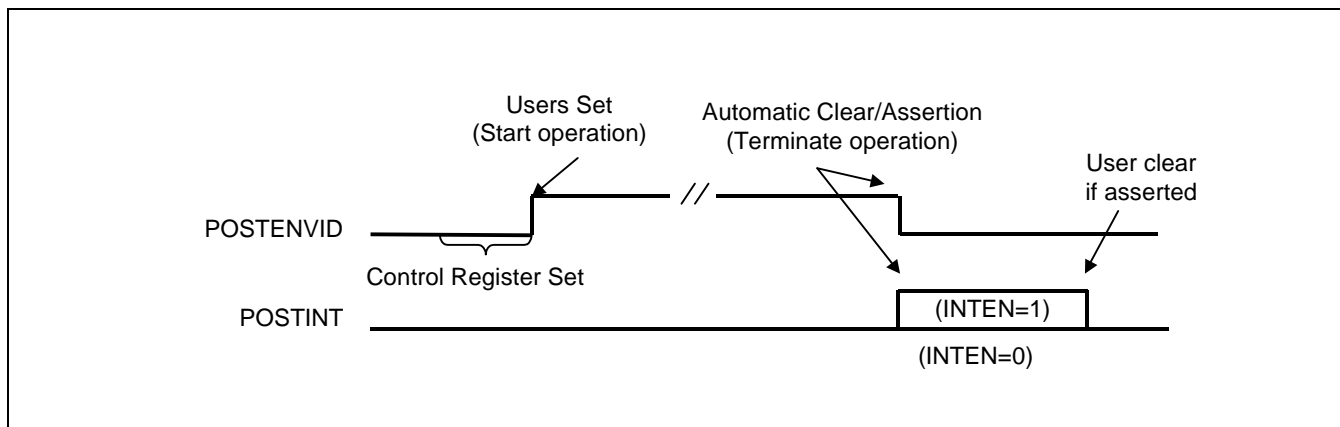 Users Set
(Start operation)
Automatic Clear/Assertion
(Terminate operation)
User clear
if asserted
POSTENVID
Control Register Set
POSTINT
(INTEN=1)
(INTEN=0)